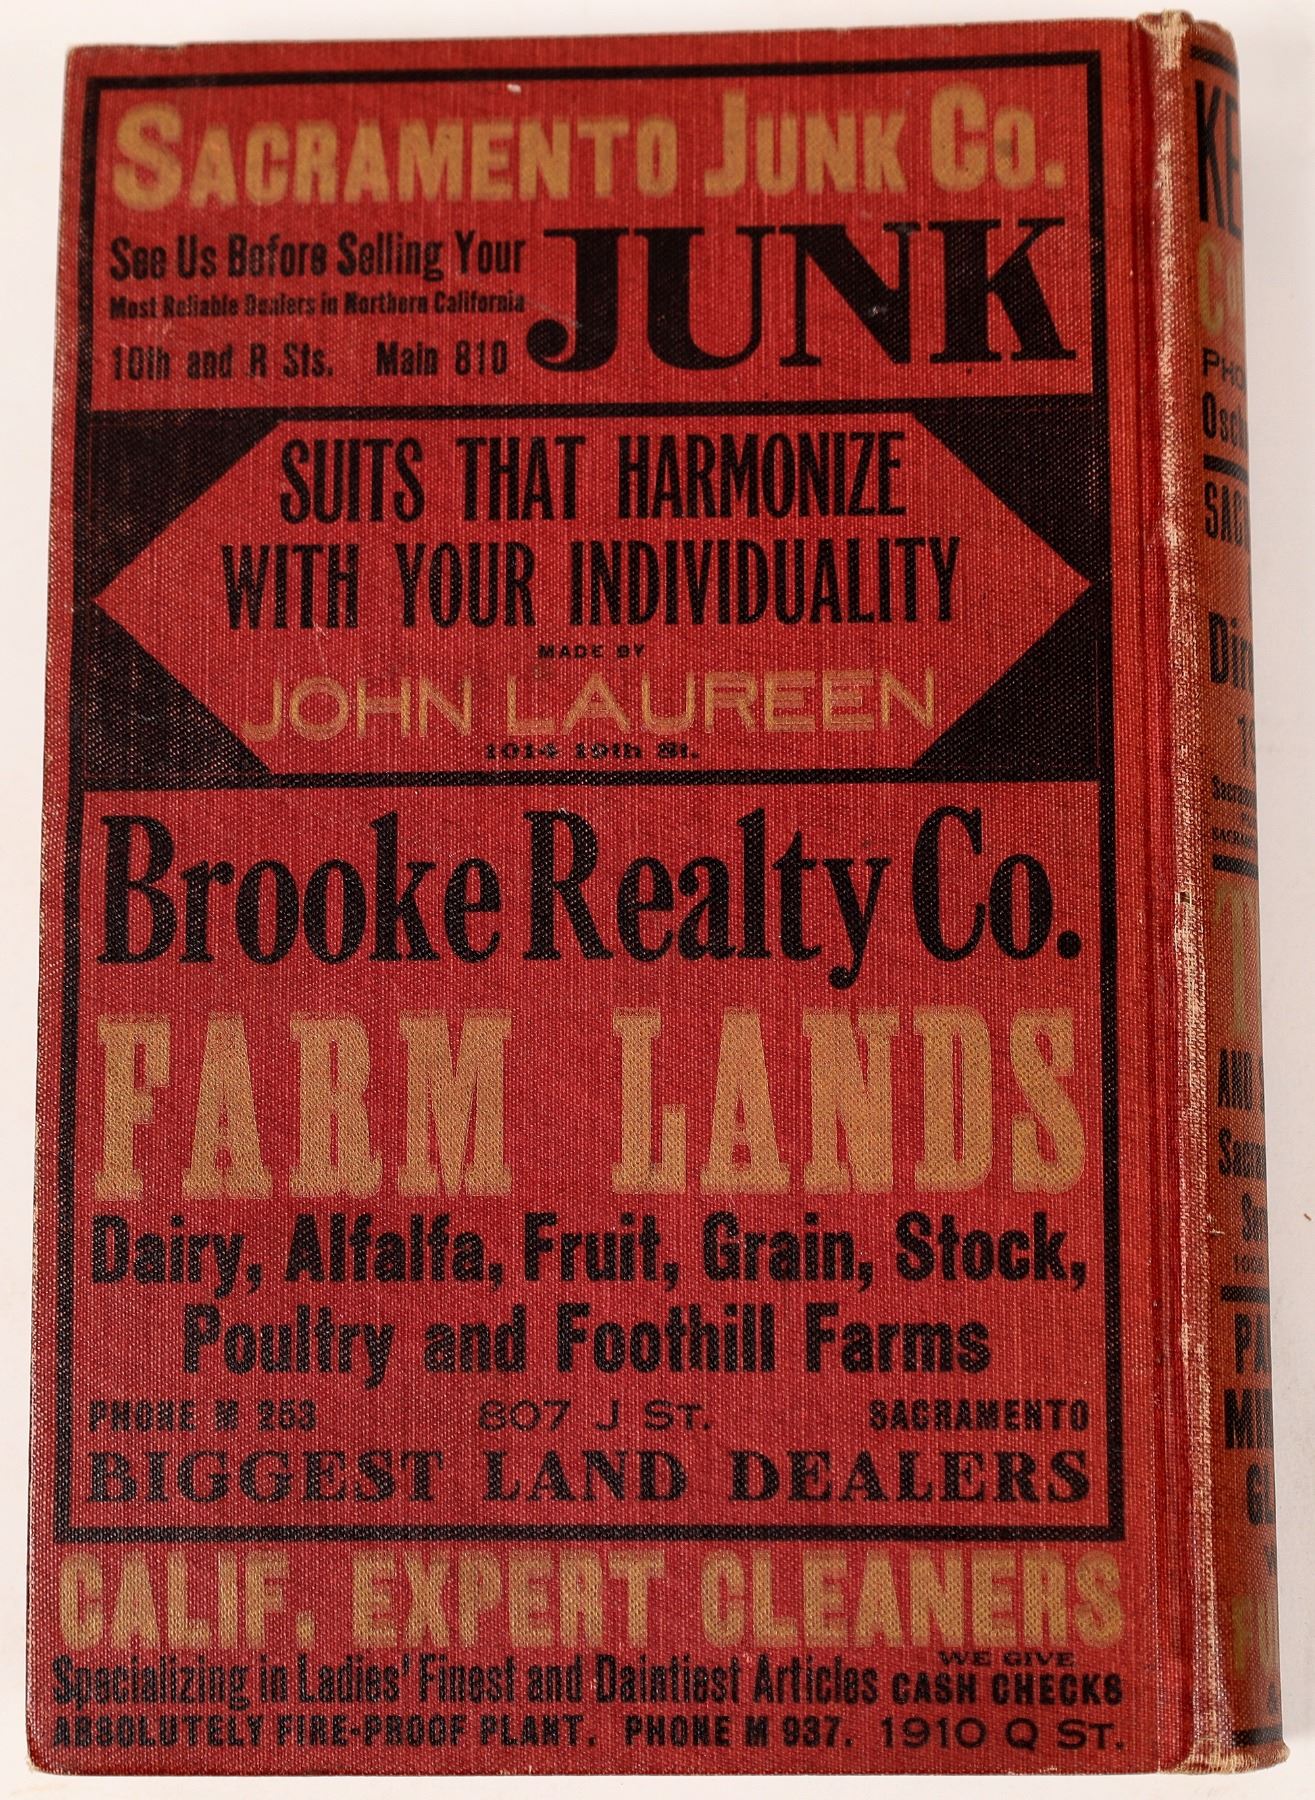 SACRAMENTO JUNK CO.
See Us Before Selling Your
Most Reliable Dealers in Northern California
10th and R Sts. Main 810
JUNK
SUITS THAT HARMONIZE
WITH YOUR INDIVIDUALITY
MADE BY
JOHN LAUREEN
1014 10th St.
Brooke Realty Co.
FARM LANDS
Dairy, Alfalfa, Fruit, Grain, Stock,
Poultry and Foothill Farms
PHONE M 253 807 J ST. SACRAMENTO
BIGGEST LAND DEALERS
CALIF. EXPERT CLEANERS
Specializing in Ladies' Finest and Daintiest Articles WE GIVE CASH CHECKS
ABSOLUTELY FIRE-PROOF PLANT. PHONE M 937. 1910 Q ST.